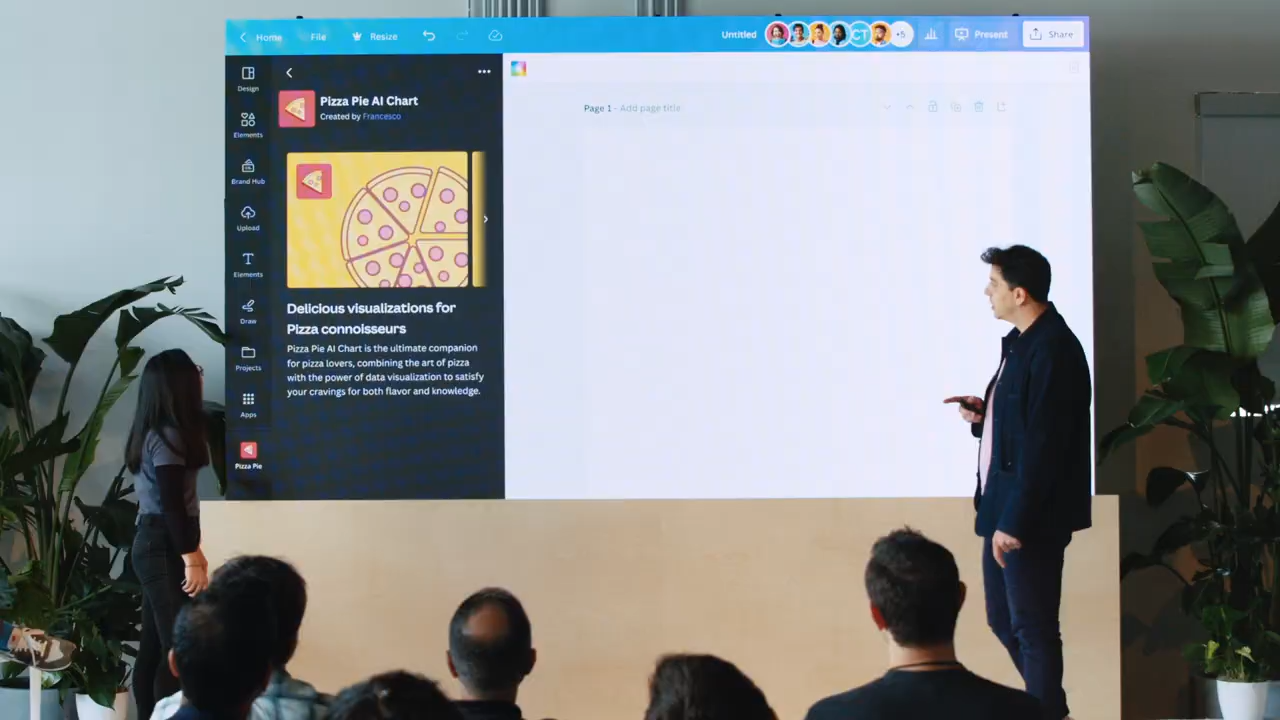 Home File Resize Untitled CT +5 Present Share
Design
Elements
Brand Hub
Upload
Elements
Draw
Projects
Apps
Pizza Pie
Pizza Pie AI Chart
Created by Francesco
Delicious visualizations for
Pizza connoisseurs
Pizza Pie AI Chart is the ultimate companion
for pizza lovers, combining the art of pizza
with the power of data visualization to satisfy
your cravings for both flavor and knowledge.
Page 1 - Add page title